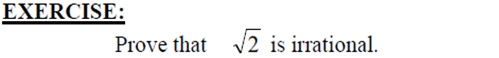 EXERCISE:
Prove that √2 is irrational.